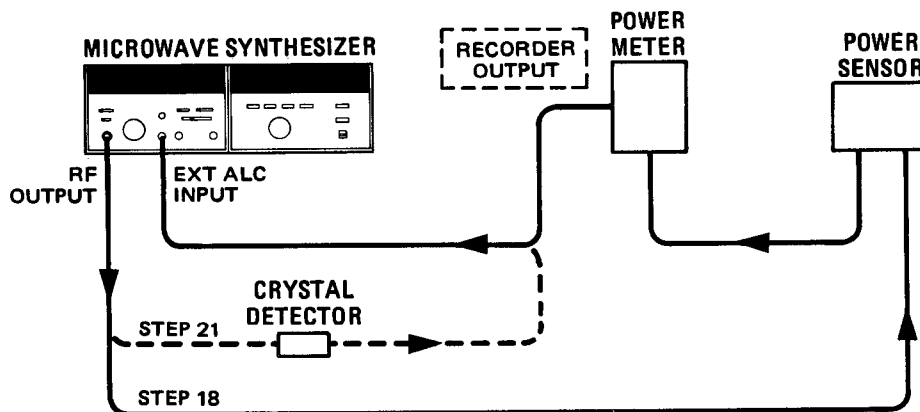 MICROWAVE SYNTHESIZER
RECORDER
OUTPUT
POWER
METER
POWER
SENSOR
RF
OUTPUT
EXT ALC
INPUT
CRYSTAL
DETECTOR
STEP 21
STEP 18